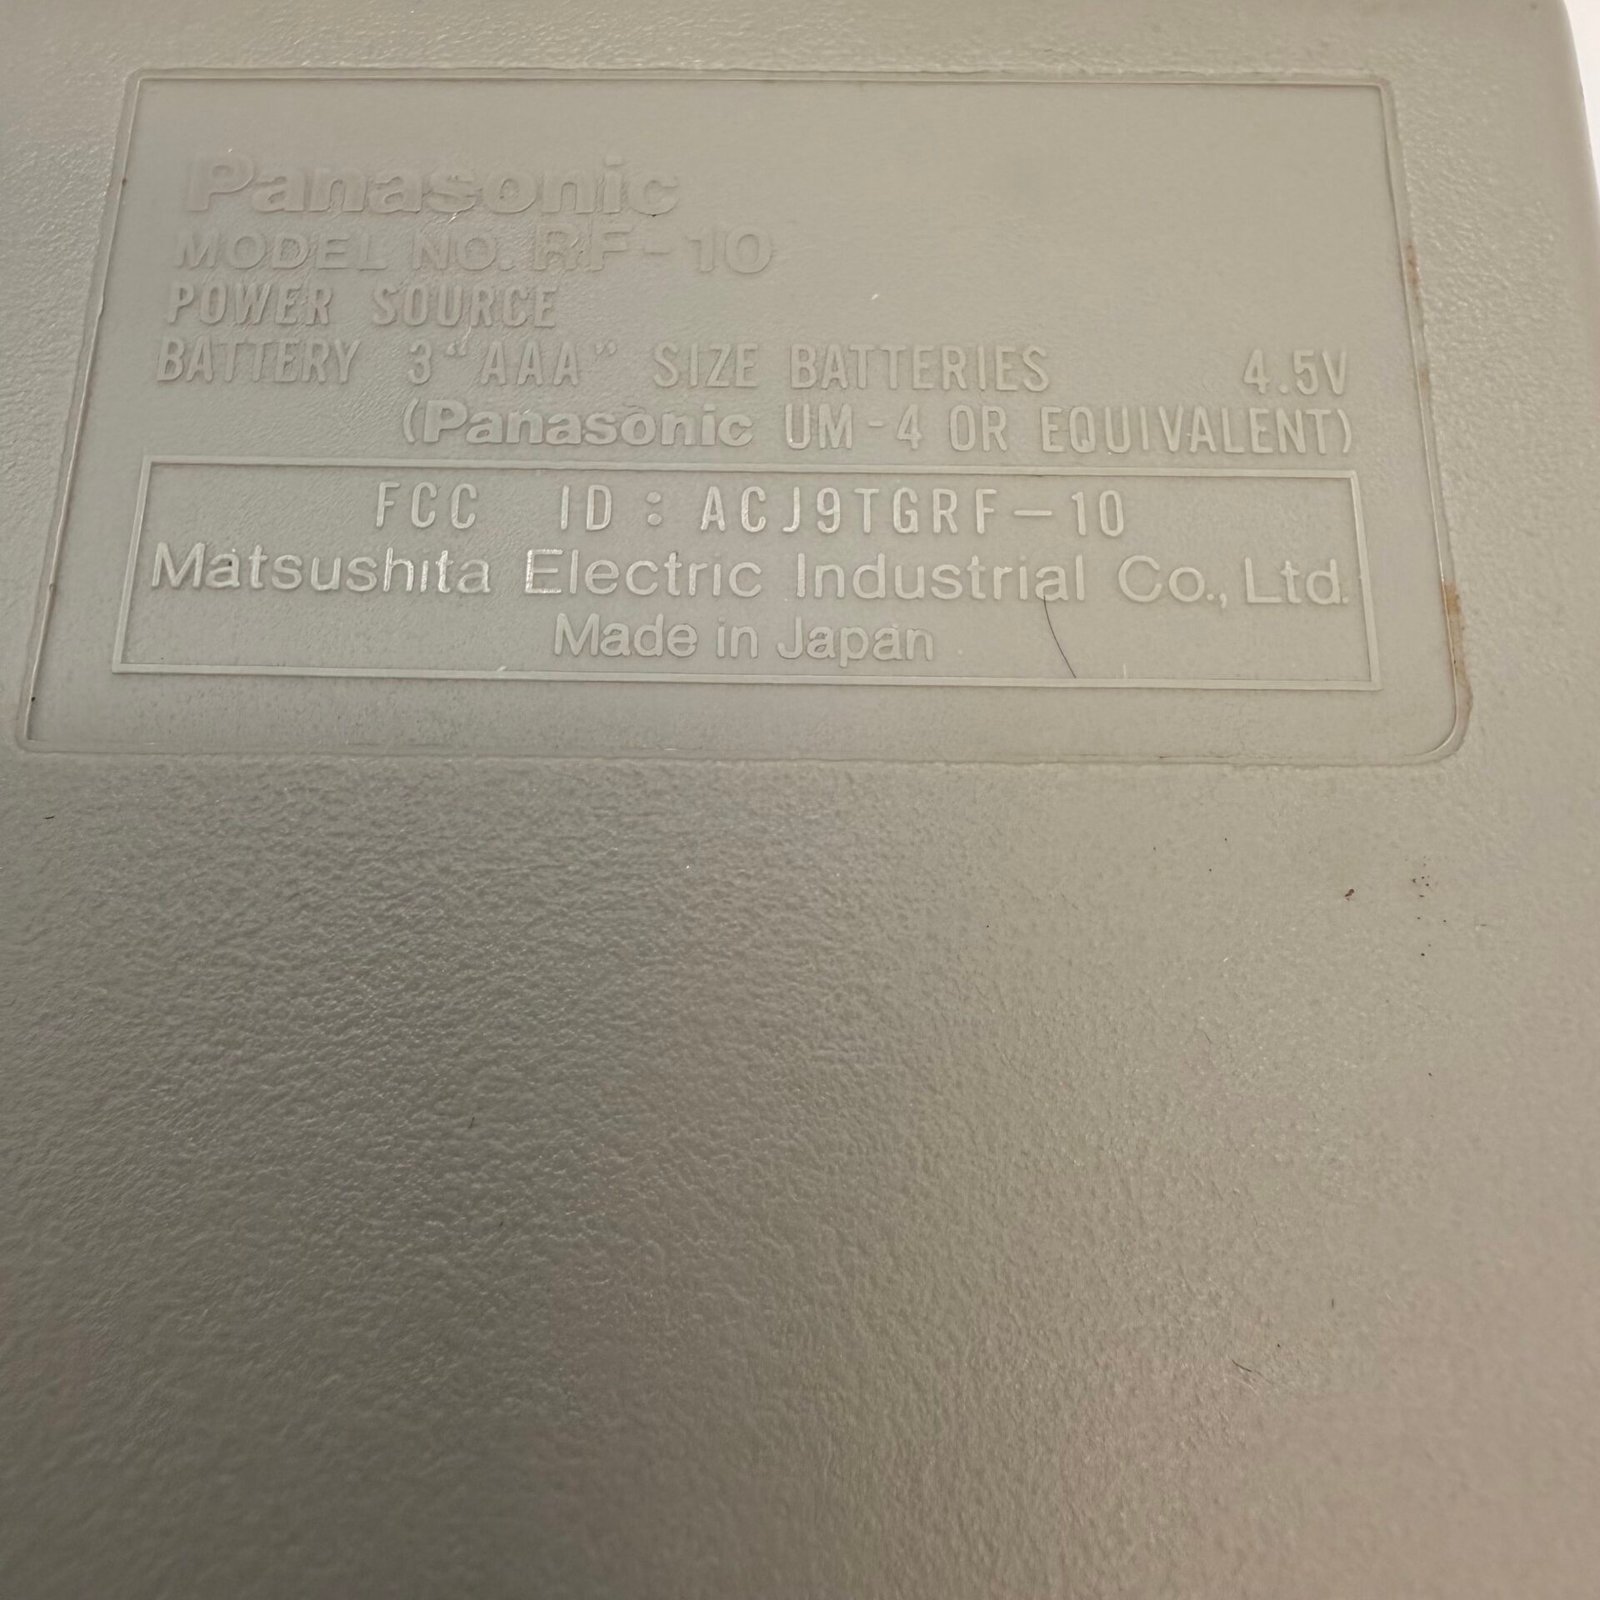 Panasonic
MODEL NO. RF-10
POWER SOURCE
BATTERY 3 “AAA” SIZE BATTERIES 4.5V
(Panasonic UM-4 OR EQUIVALENT)
FCC ID : ACJ9TGRF-10
Matsushita Electric Industrial Co., Ltd.
Made in Japan